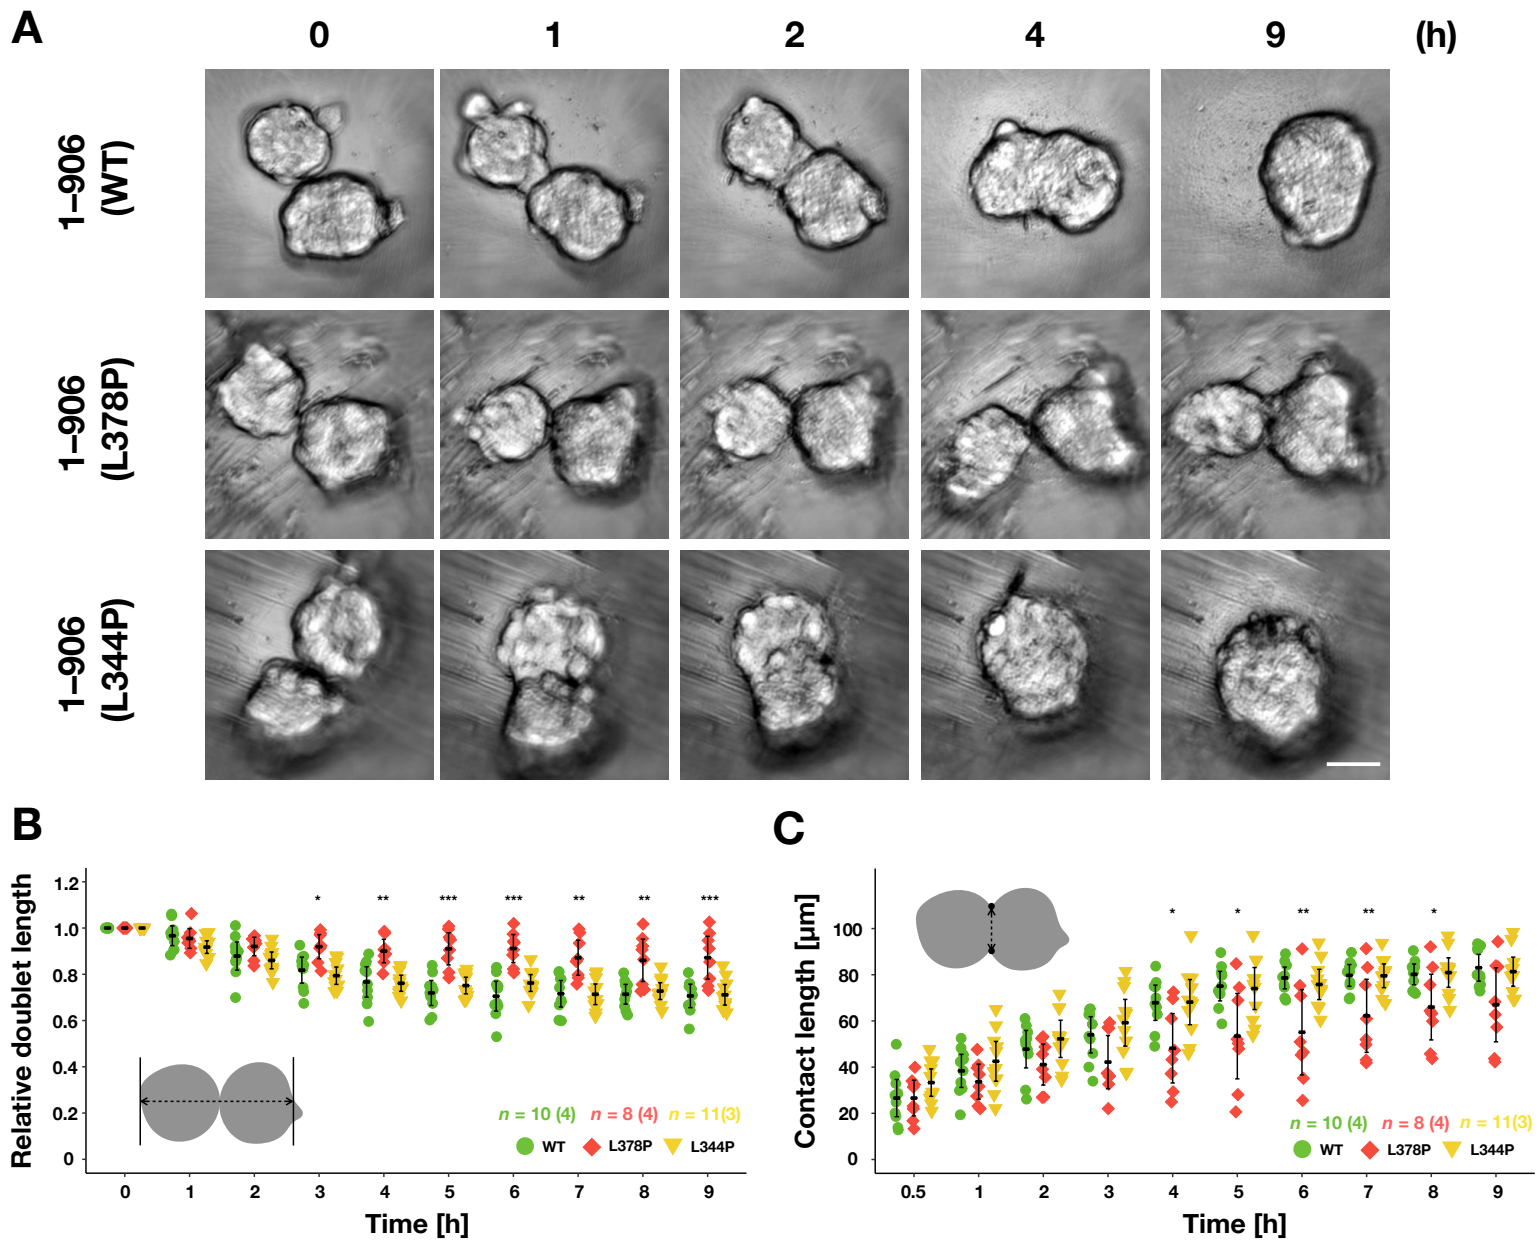 A
0 1 2 4 9 (h)
1–906
(WT)
1–906
(L378P)
1–906
(L344P)
B
Relative doublet length
1.2
1.0
0.8
0.6
0.4
0.2
0
* ** *** *** ** ** ***
n = 10 (4) n = 8 (4) n = 11(3)
WT L378P L344P
0 1 2 3 4 5 6 7 8 9
Time [h]
C
Contact length [µm]
100
80
60
40
20
0
* * ** ** *
n = 10 (4) n = 8 (4) n = 11(3)
WT L378P L344P
0.5 1 2 3 4 5 6 7 8 9
Time [h]